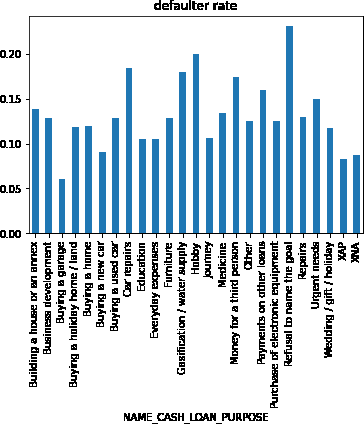 defaulter rate
0.20
0.15
0.10
0.05
0.00
Building a house or an annex
Business development
Buying a garage
Buying a holiday home / land
Buying a home
Buying a new car
Buying a used car
Car repairs
Education
Everyday expenses
Furniture
Gasification / water supply
Hobby
Journey
Medicine
Money for a third person
Other
Payments on other loans
Purchase of electronic equipment
Refusal to name the goal
Repairs
Urgent needs
Wedding / gift / holiday
XAP
XNA
NAME_CASH_LOAN_PURPOSE